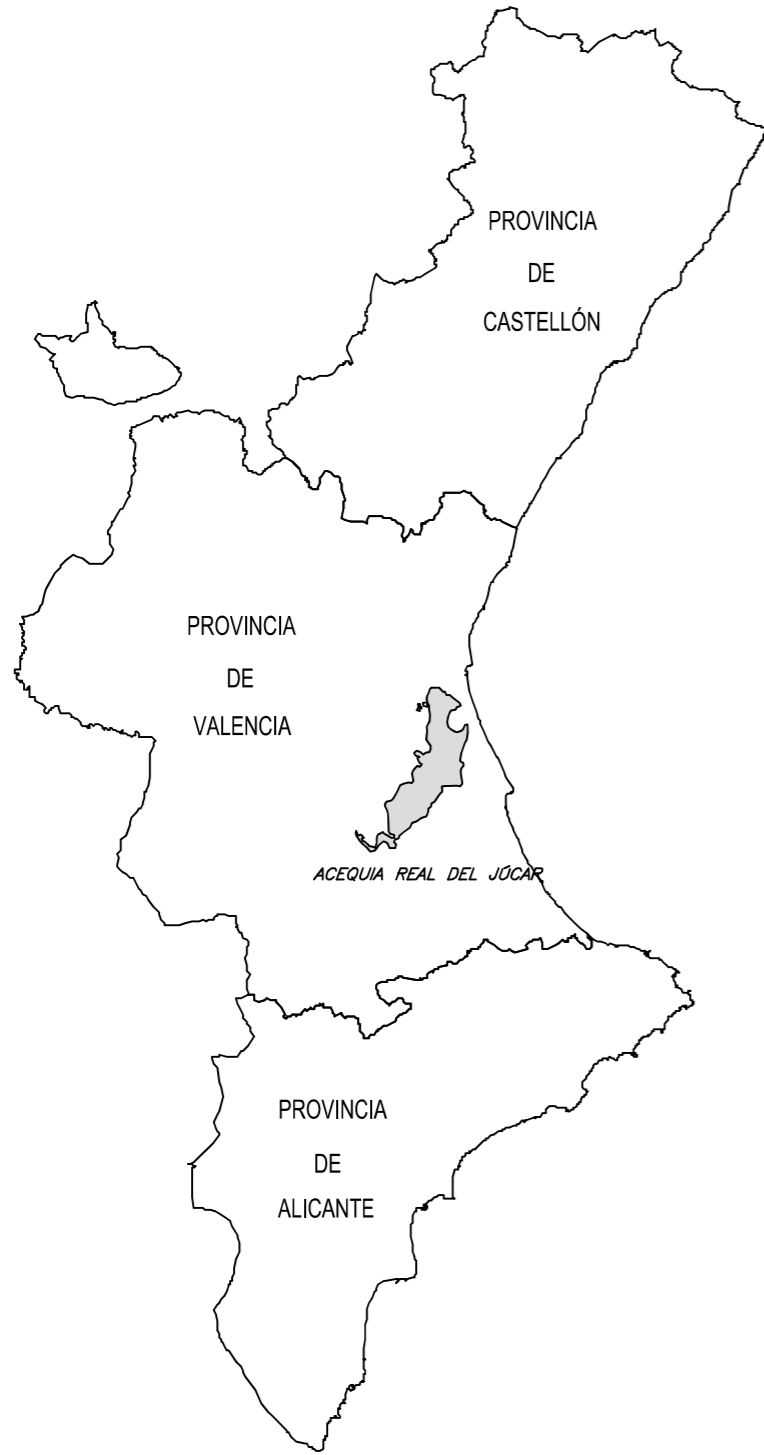 PROVINCIA
DE
CASTELLÓN
PROVINCIA
DE
VALENCIA
ACEQUIA REAL DEL JÚCAR
PROVINCIA
DE
ALICANTE